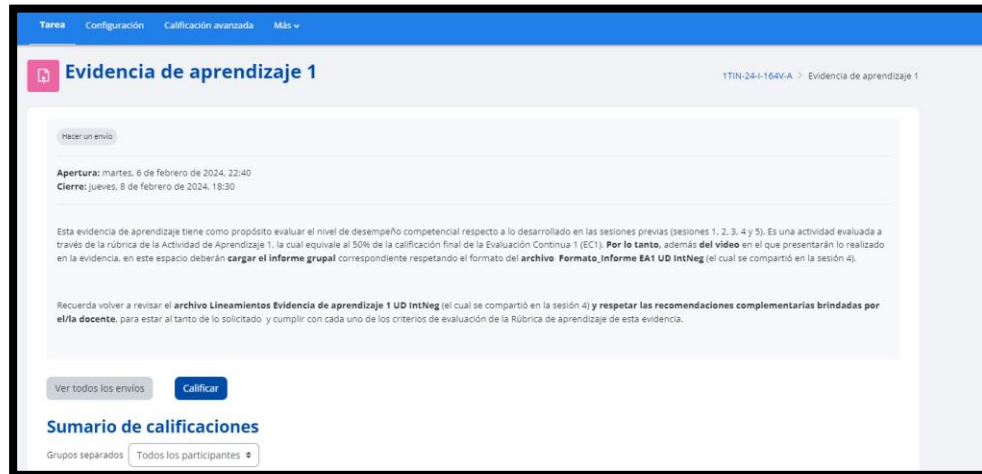 Tarea Configuración Calificación avanzada Más
Evidencia de aprendizaje 1
1TIN-24-I-164V-A > Evidencia de aprendizaje 1
Hacer un envío
Apertura: martes, 6 de febrero de 2024, 22:40
Cierre: jueves, 8 de febrero de 2024, 18:30
Esta evidencia de aprendizaje tiene como propósito evaluar el nivel de desempeño competencial respecto a lo desarrollado en las sesiones previas (sesiones 1, 2, 3, 4 y 5). Es una actividad evaluada a
través de la rúbrica de la Actividad de Aprendizaje 1, la cual equivale al 50% de la calificación final de la Evaluación Continua 1 (EC1). Por lo tanto, además del video en el que presentarán lo realizado
en la evidencia, en este espacio deberán cargar el informe grupal correspondiente respetando el formato del archivo Formato_Informe EA1 UD IntNeg (el cual se compartió en la sesión 4).
Recuerda volver a revisar el archivo Lineamientos Evidencia de aprendizaje 1 UD IntNeg (el cual se compartió en la sesión 4) y respetar las recomendaciones complementarias brindadas por
el/la docente, para estar al tanto de lo solicitado y cumplir con cada uno de los criterios de evaluación de la Rúbrica de aprendizaje de esta evidencia.
Ver todos los envíos Calificar
Sumario de calificaciones
Grupos separados Todos los participantes